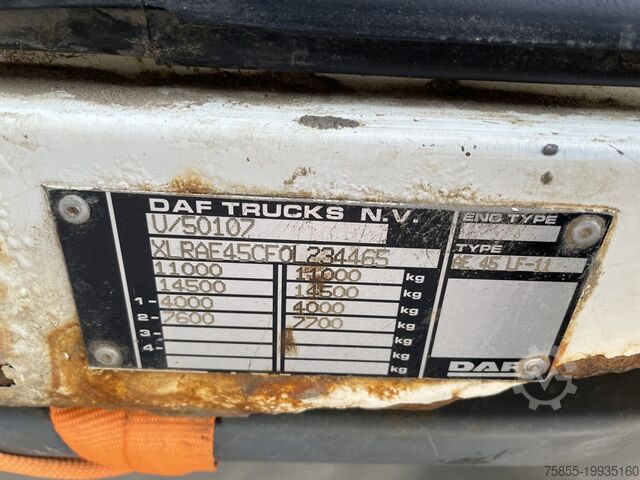 DAF TRUCKS N.V.
U/50107
XLRAE45CF0L234465
11000 11000 kg
14500 14500 kg
1- 4000 4000 kg
2- 7600 7700 kg
3- kg
4- kg
ENG TYPE
TYPE
AE 45 LF-11
DAF
75855-19935160